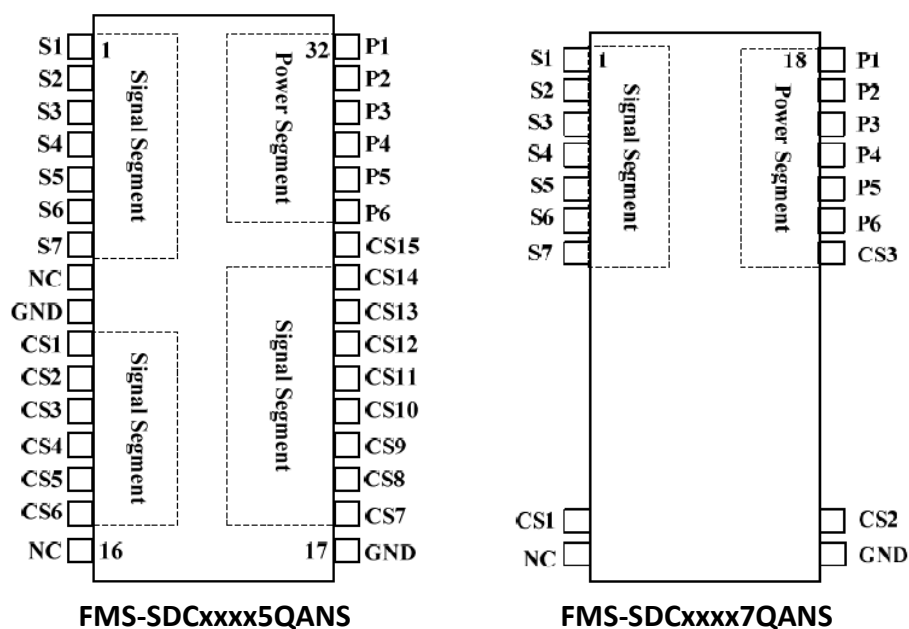 S1
S2
S3
S4
S5
S6
S7
NC
GND
CS1
CS2
CS3
CS4
CS5
CS6
NC
1
Signal Segment
Signal Segment
16
32
Power Segment
Signal Segment
17
P1
P2
P3
P4
P5
P6
CS15
CS14
CS13
CS12
CS11
CS10
CS9
CS8
CS7
GND
FMS-SDCxxxx5QANS
S1
S2
S3
S4
S5
S6
S7
CS1
NC
1
Signal Segment
18
Power Segment
P1
P2
P3
P4
P5
P6
CS3
CS2
GND
FMS-SDCxxxx7QANS